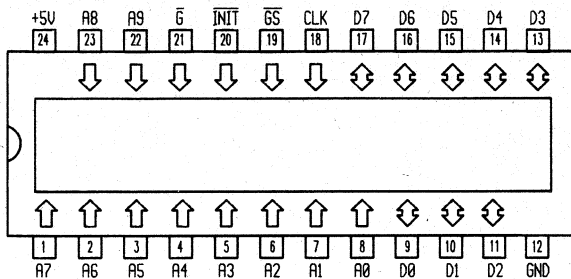 +5V A8 A9 G̅ I̅N̅I̅T̅ G̅S̅ CLK D7 D6 D5 D4 D3
24 23 22 21 20 19 18 17 16 15 14 13
1 2 3 4 5 6 7 8 9 10 11 12
A7 A6 A5 A4 A3 A2 A1 A0 D0 D1 D2 GND